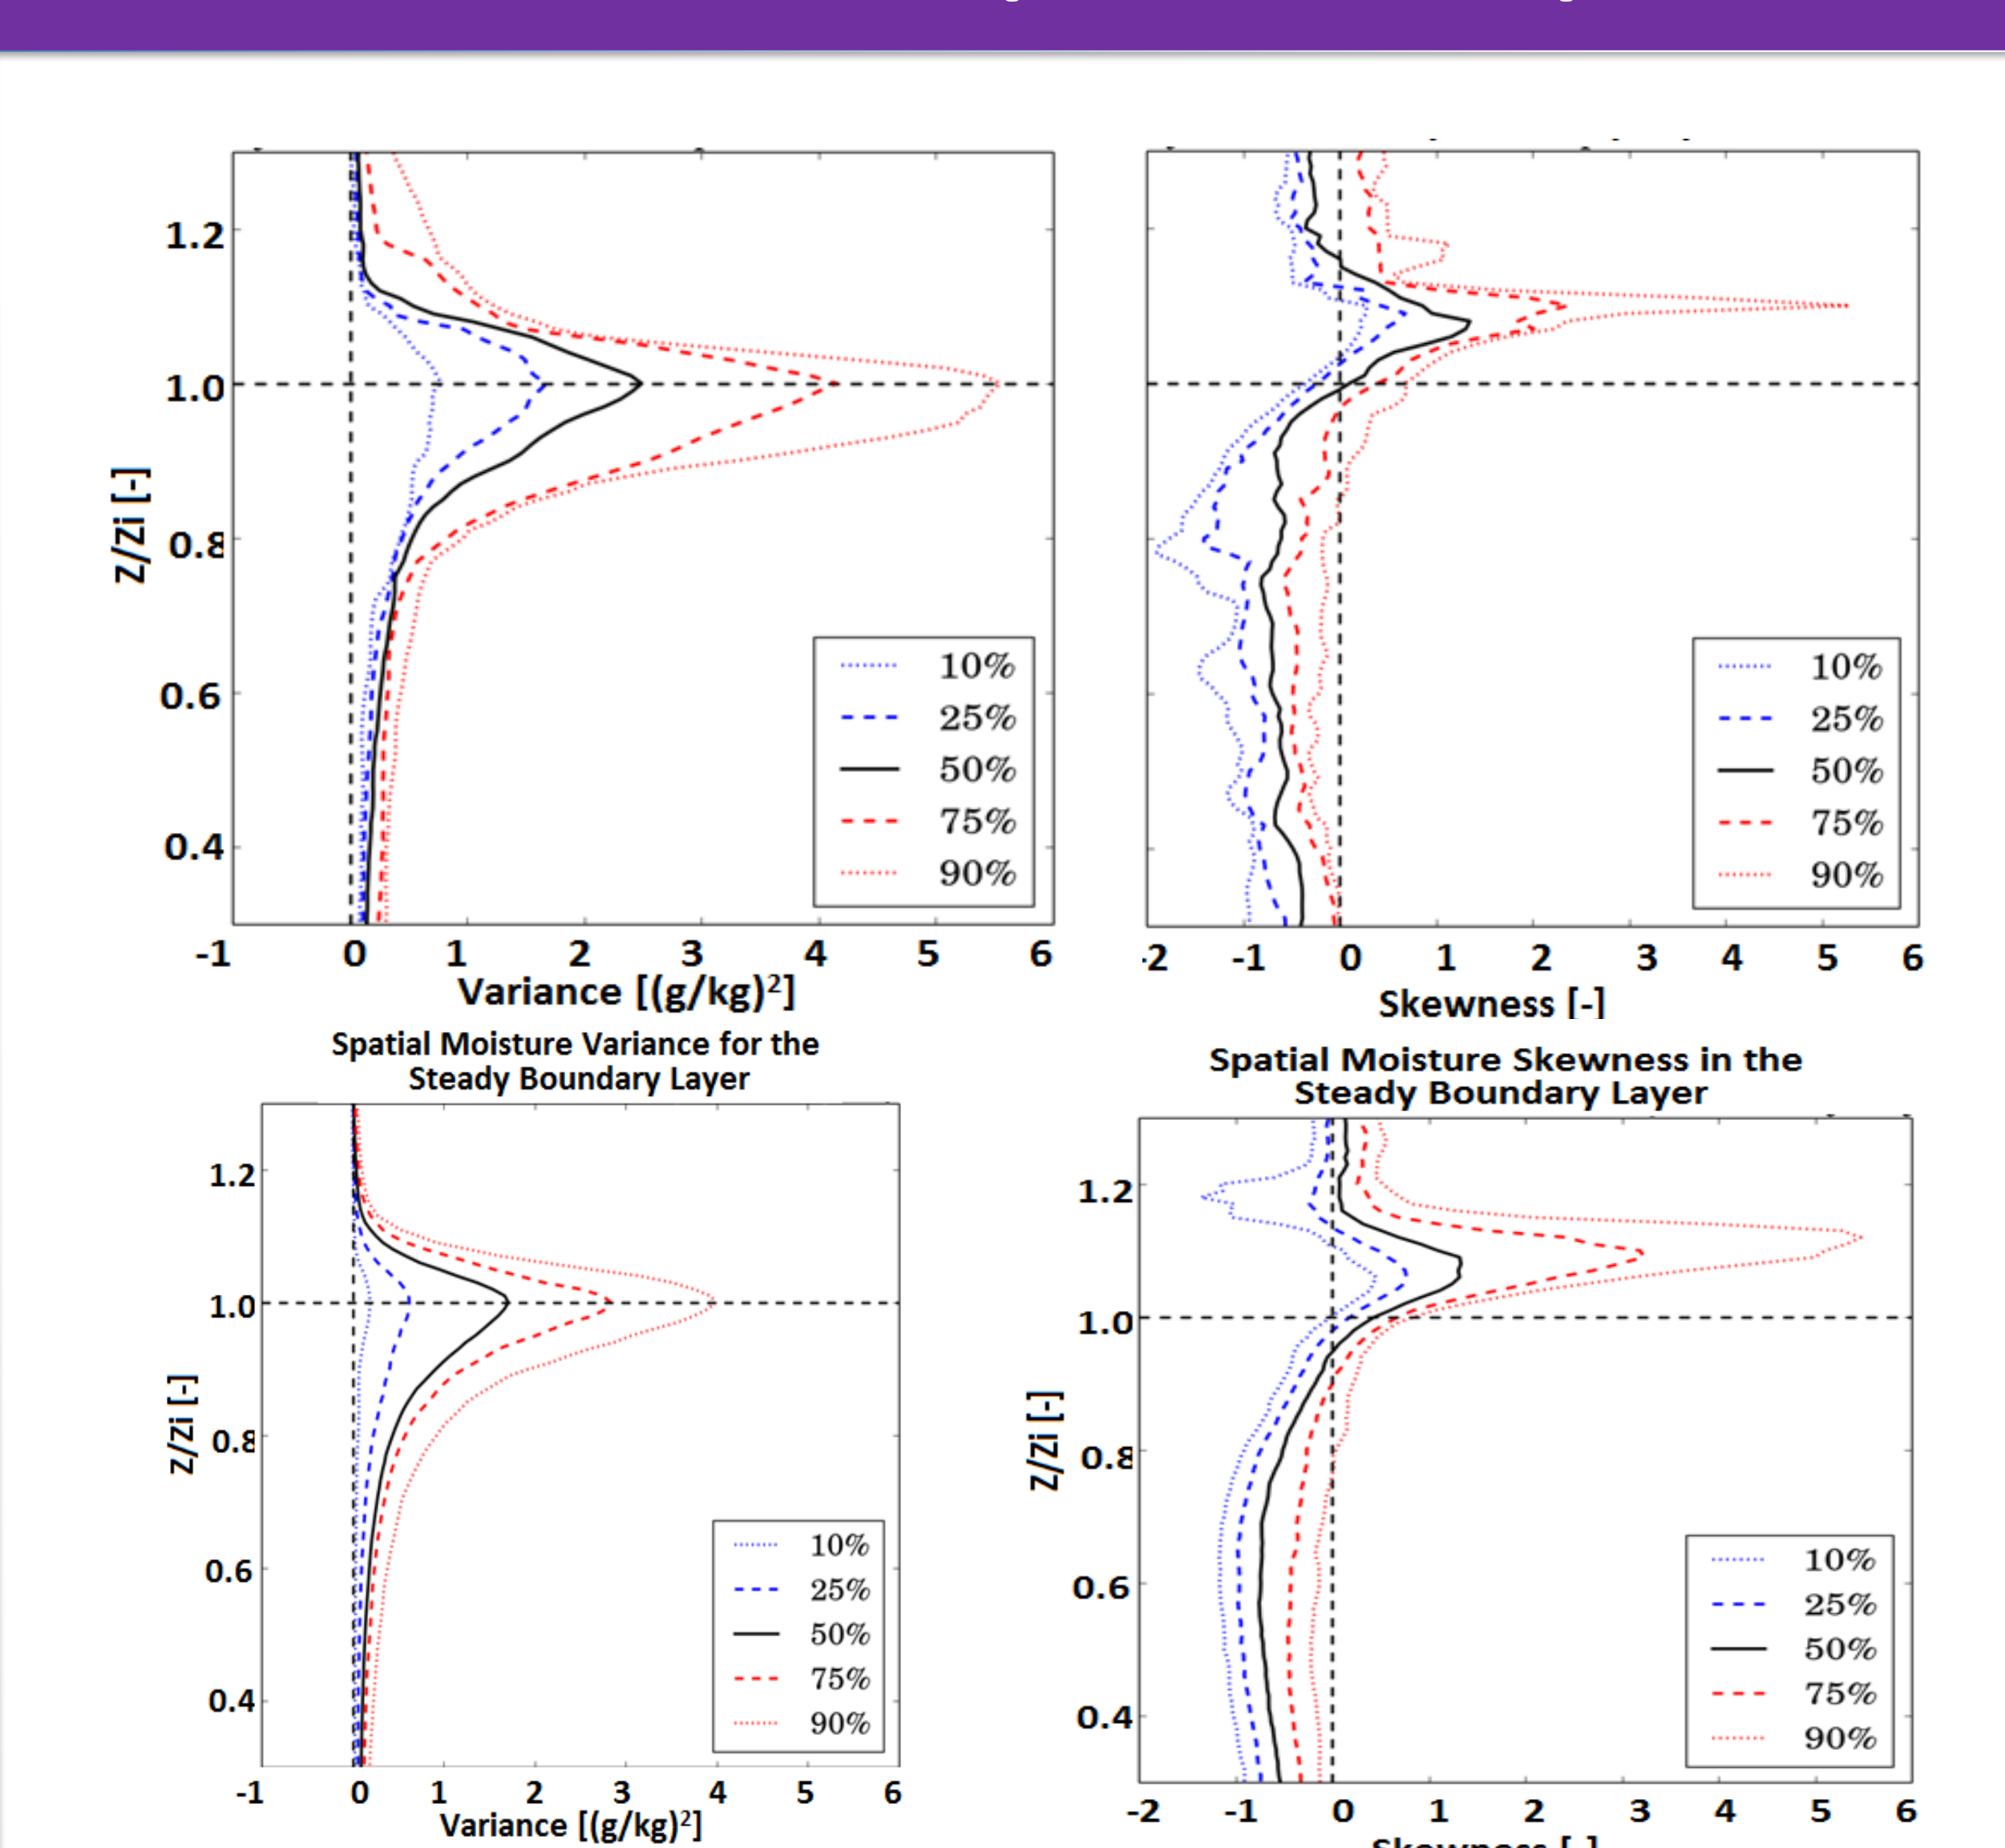 1.2
1.0
0.8
0.6
0.4
Z/Zi [-]
10%
25%
50%
75%
90%
-1 0 1 2 3 4 5 6
Variance [(g/kg)²]
10%
25%
50%
75%
90%
-2 -1 0 1 2 3 4 5 6
Skewness [-]
Spatial Moisture Variance for the
Steady Boundary Layer
1.2
1.0
0.8
0.6
0.4
Z/Zi [-]
10%
25%
50%
75%
90%
-1 0 1 2 3 4 5 6
Variance [(g/kg)²]
Spatial Moisture Skewness in the
Steady Boundary Layer
1.2
1.0
0.8
0.6
0.4
Z/Zi [-]
10%
25%
50%
75%
90%
-2 -1 0 1 2 3 4 5 6
Skewness [-]